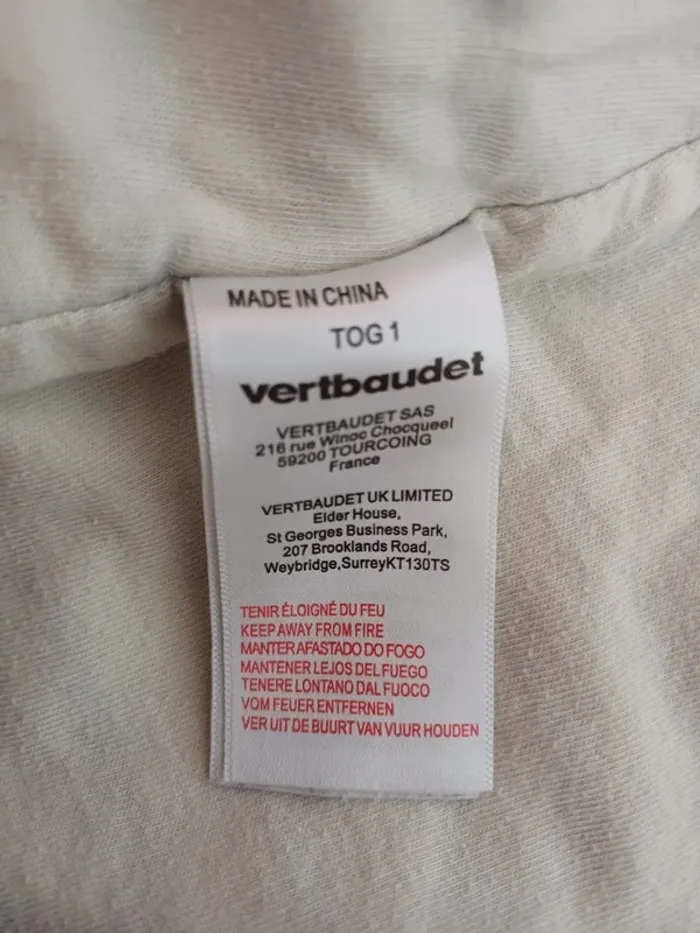 MADE IN CHINA
TOG 1
vertbaudet
VERTBAUDET SAS
216 rue Winoc Chocqueel
59200 TOURCOING
France
VERTBAUDET UK LIMITED
Elder House,
St Georges Business Park,
207 Brooklands Road,
Weybridge,SurreyKT130TS
TENIR ÉLOIGNÉ DU FEU
KEEP AWAY FROM FIRE
MANTER AFASTADO DO FOGO
MANTENER LEJOS DEL FUEGO
TENERE LONTANO DAL FUOCO
VOM FEUER ENTFERNEN
VER UIT DE BUURT VAN VUUR HOUDEN